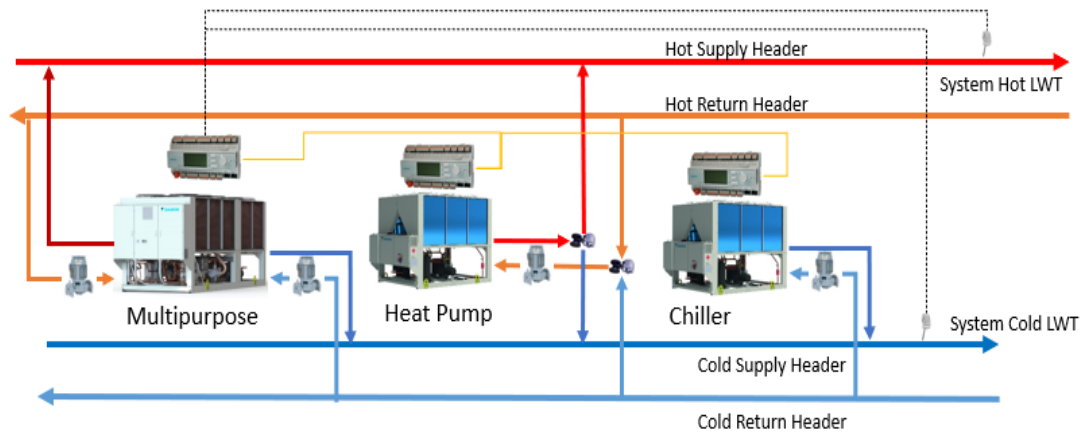 Hot Supply Header
System Hot LWT
Hot Return Header
Multipurpose
Heat Pump
Chiller
System Cold LWT
Cold Supply Header
Cold Return Header